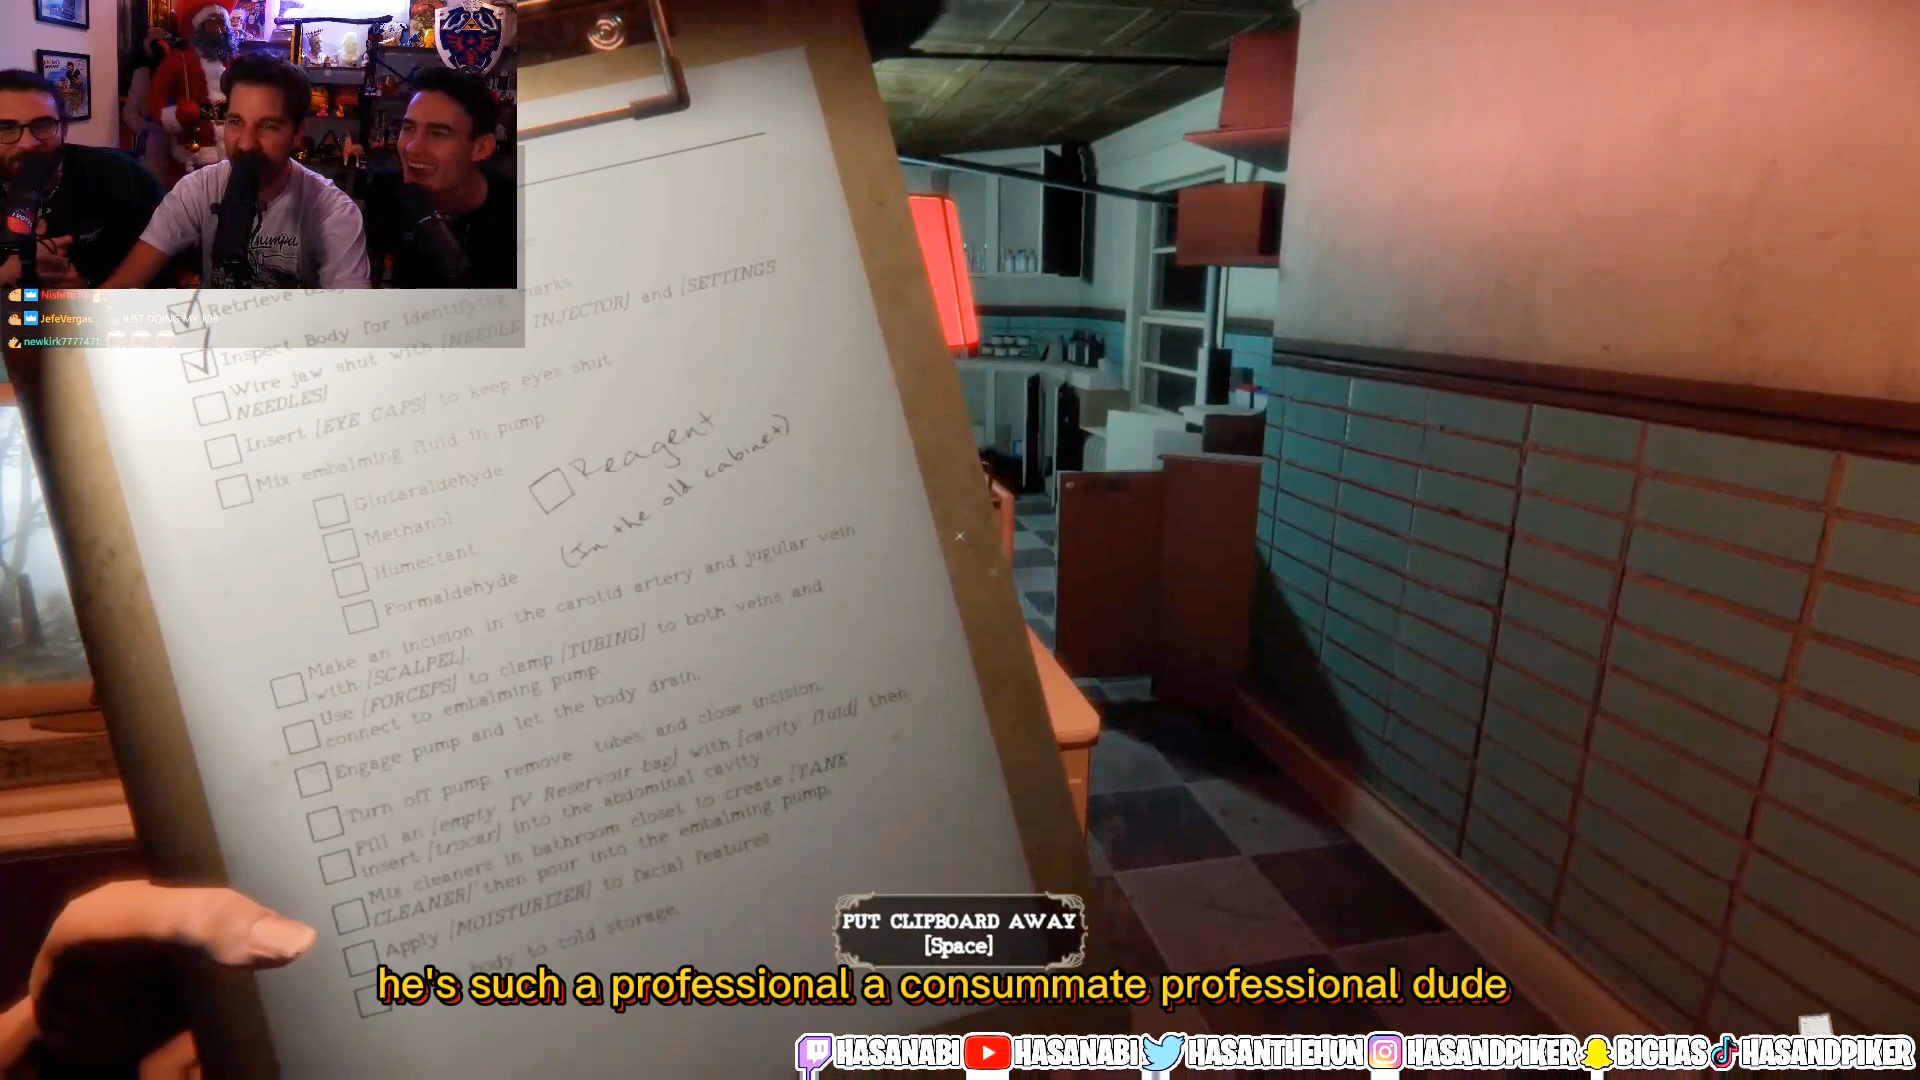 Nishi1670:
JefeVergas: JUST DOING MY JOB
newkirk7777471:
Retrieve
Inspect Body for identifying marks.
Wire jaw shut with [NEEDLE INJECTOR] and [SETTINGS
NEEDLES]
Insert [EYE CAPS] to keep eyes shut
Mix embalming fluid in pump
Glutaraldehyde
Methanol
Humectant
Formaldehyde
Reagent
(In the old cabinet)
Make an incision in the carotid artery and jugular vein
with [SCALPEL].
Use [FORCEPS] to clamp [TUBING] to both veins and
connect to embalming pump.
Engage pump and let the body drain.
Turn off pump, remove tubes, and close incision.
Fill an [empty IV Reservoir bag] with [cavity fluid] then
insert [trocar] into the abdominal cavity.
Mix cleaners in bathroom closet to create [TANK
CLEANER] then pour into the embalming pump.
Apply [MOISTURIZER] to facial features
body to cold storage.
PUT CLIPBOARD AWAY
[Space]
he's such a professional a consummate professional dude
HASANABI HASANABI HASANTHEHUN HASANDPIKER BIGHAS HASANDPIKER